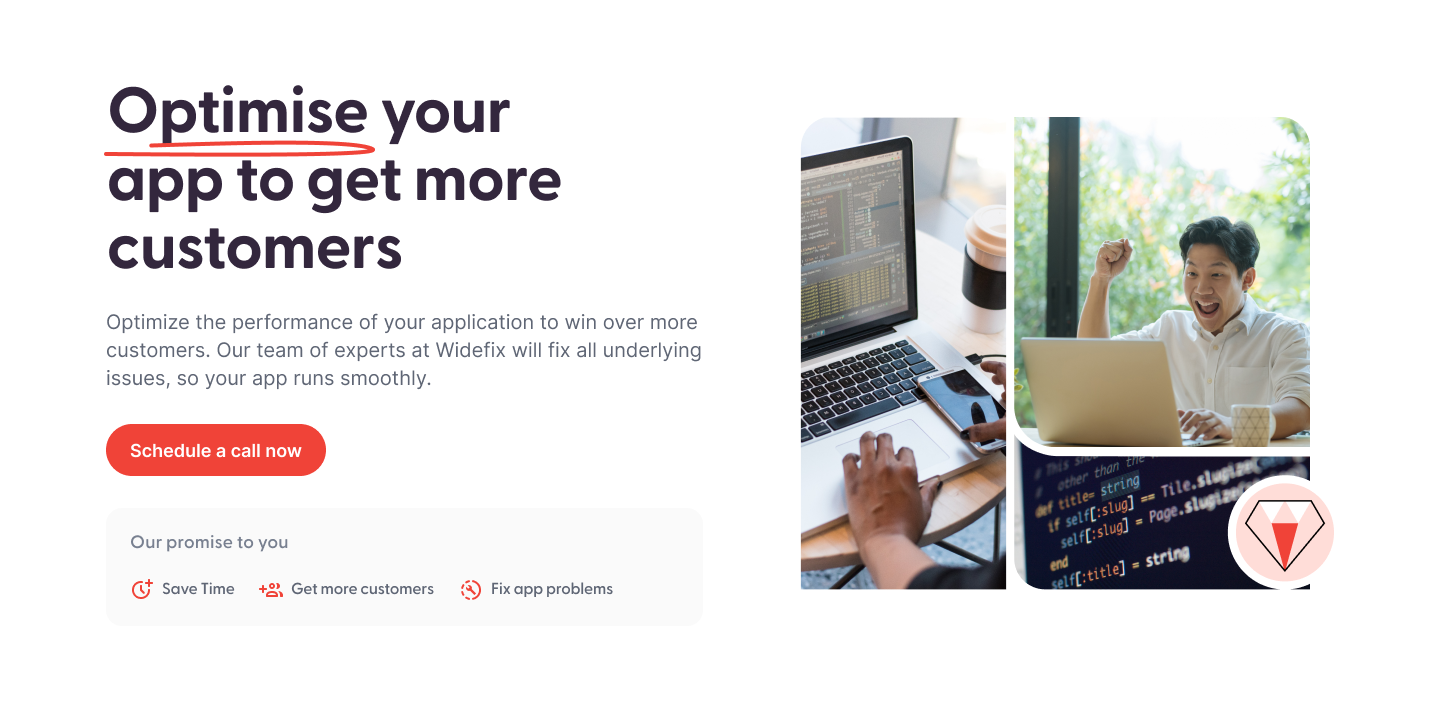 Optimise your
app to get more
customers
Optimize the performance of your application to win over more
customers. Our team of experts at Widefix will fix all underlying
issues, so your app runs smoothly.
Schedule a call now
Our promise to you
Save Time
Get more customers
Fix app problems
# This
# other than the
def title= string
if self[:slug] == Tile.slugize
self[:slug] = Page.slugize
end
self[:title] = string